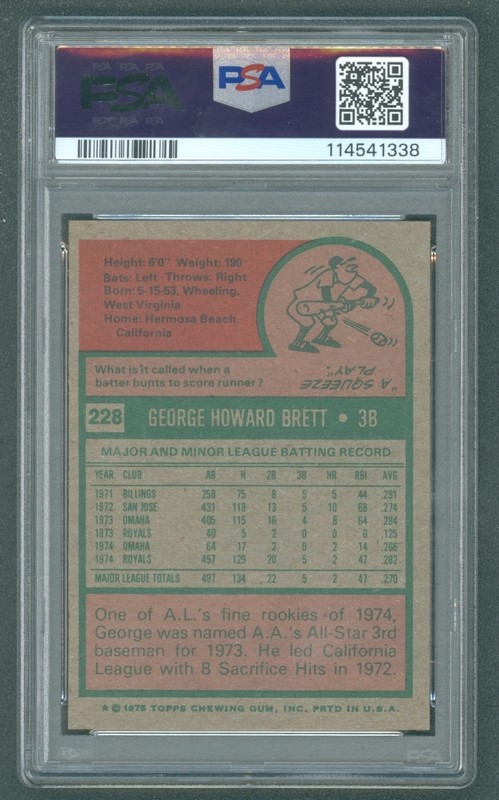 PSA
PSA
114541338
Height: 6'0" Weight: 190
Bats: Left Throws: Right
Born: 5-15-53, Wheeling,
West Virginia
Home: Hermosa Beach,
California
What is it called when a
batter bunts to score runner?
"A SQUEEZE
PLAY."
228 GEORGE HOWARD BRETT • 3B
MAJOR AND MINOR LEAGUE BATTING RECORD
YEAR CLUB AB H 2B 3B HR RBI AVG
1971 BILLINGS 258 75 8 5 5 44 .291
1972 SAN JOSE 431 118 13 5 10 68 .274
1973 OMAHA 405 115 16 4 8 64 .284
1973 ROYALS 40 5 2 0 0 0 .125
1974 OMAHA 64 17 2 0 2 14 .266
1974 ROYALS 457 129 20 5 2 47 .282
MAJOR LEAGUE TOTALS 497 134 22 5 2 47 .270
One of A.L.'s fine rookies of 1974,
George was named A.A.'s All-Star 3rd
baseman for 1973. He led California
League with 8 Sacrifice Hits in 1972.
★ © 1975 TOPPS CHEWING GUM, INC. PRTD IN U.S.A.
PSA